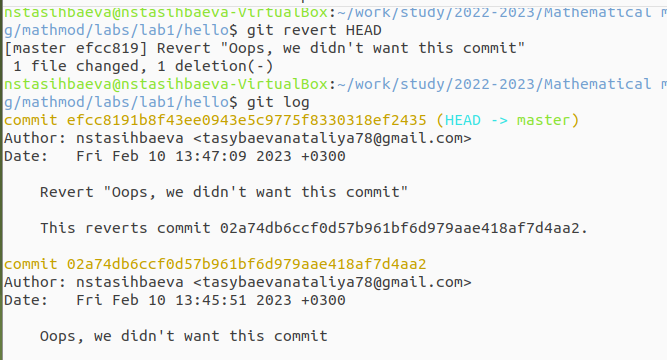 nstasihbaeva@nstasihbaeva-VirtualBox:~/work/study/2022-2023/Mathematical m
g/mathmod/labs/lab1/hello$ git revert HEAD
[master efcc819] Revert "Oops, we didn't want this commit"
 1 file changed, 1 deletion(-)
nstasihbaeva@nstasihbaeva-VirtualBox:~/work/study/2022-2023/Mathematical m
g/mathmod/labs/lab1/hello$ git log
commit efcc8191b8f43ee0943e5c9775f8330318ef2435 (HEAD -> master)
Author: nstasihbaeva <tasybaevanataliya78@gmail.com>
Date:   Fri Feb 10 13:47:09 2023 +0300

    Revert "Oops, we didn't want this commit"

    This reverts commit 02a74db6ccf0d57b961bf6d979aae418af7d4aa2.

commit 02a74db6ccf0d57b961bf6d979aae418af7d4aa2
Author: nstasihbaeva <tasybaevanataliya78@gmail.com>
Date:   Fri Feb 10 13:45:51 2023 +0300

    Oops, we didn't want this commit